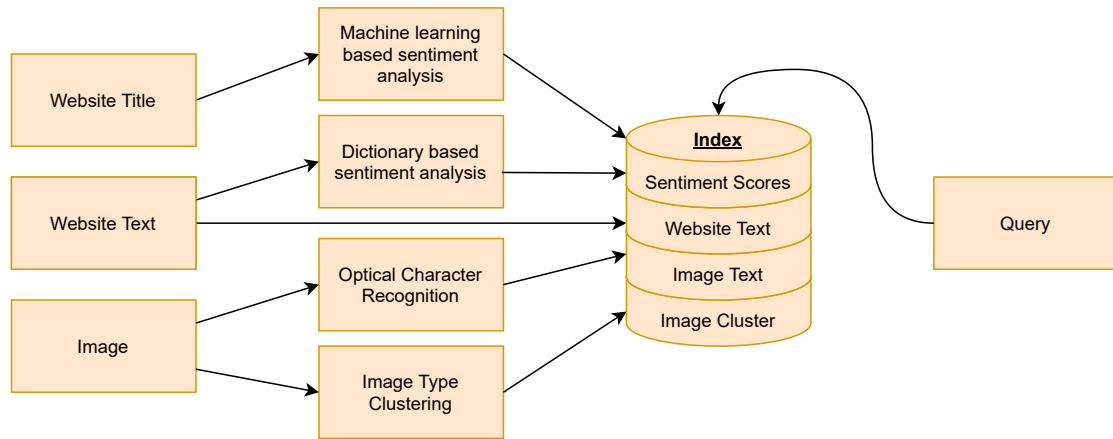 Website Title
Machine learning
based sentiment
analysis
Website Text
Dictionary based
sentiment analysis
Image
Optical Character
Recognition
Image Type
Clustering
Index
Sentiment Scores
Website Text
Image Text
Image Cluster
Query